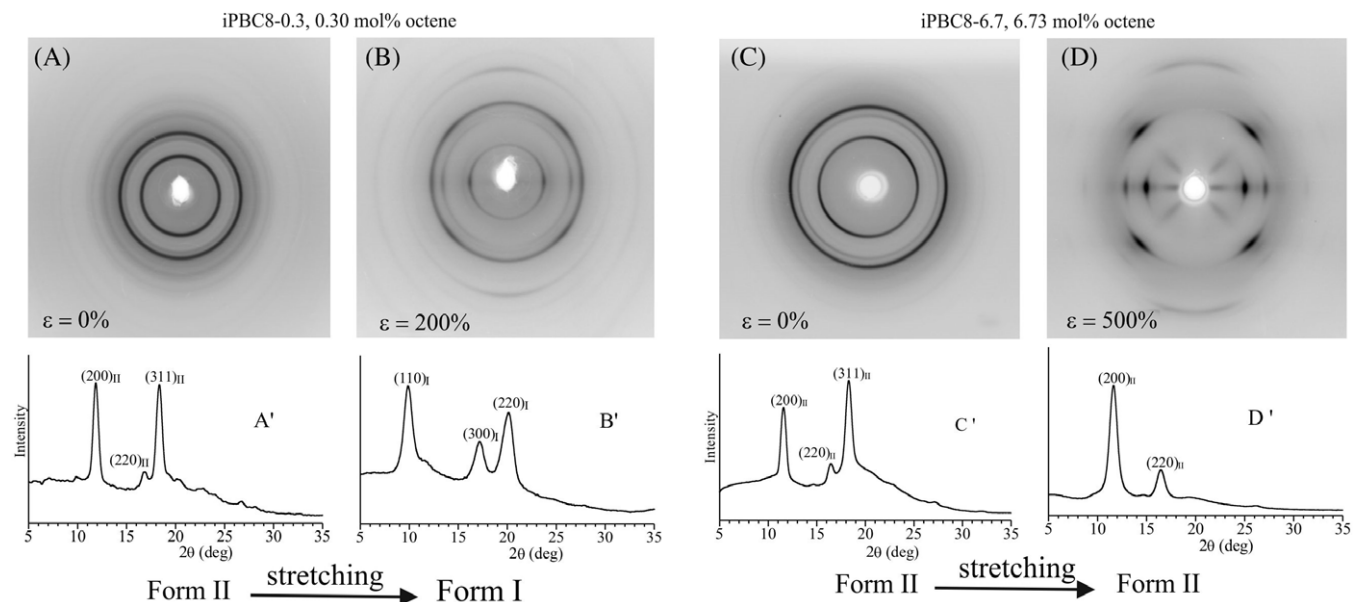 iPBC8-0.3, 0.30 mol% octene
iPBC8-6.7, 6.73 mol% octene
(A)
(B)
(C)
(D)
ε = 0%
ε = 200%
ε = 0%
ε = 500%
Intensity
(200)II
(220)II
(311)II
A'
5 10 15 20 25 30 35
2θ (deg)
(110)I
(300)I
(220)I
B'
5 10 15 20 25 30 35
2θ (deg)
Intensity
(200)II
(220)II
(311)II
C '
5 10 15 20 25 30 35
2θ (deg)
(200)II
(220)II
D '
5 10 15 20 25 30 35
2θ (deg)
Form II stretching Form I
Form II stretching Form II